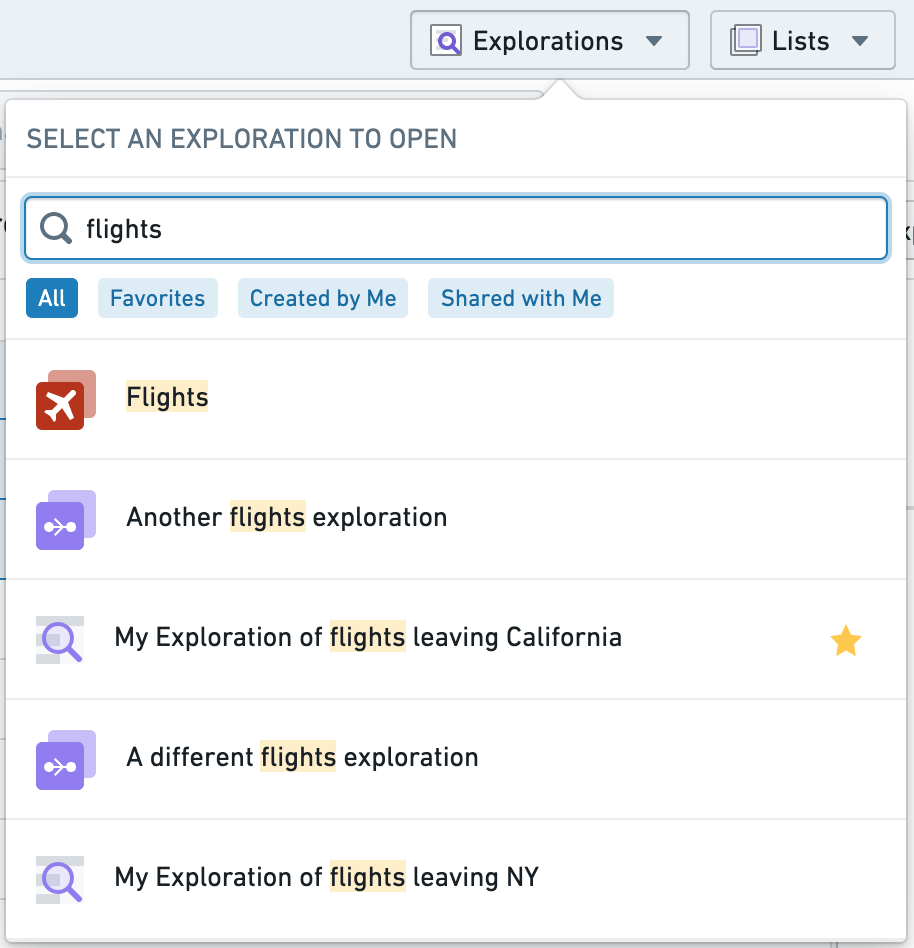 Explorations
Lists
SELECT AN EXPLORATION TO OPEN
flights
All
Favorites
Created by Me
Shared with Me
Flights
Another flights exploration
My Exploration of flights leaving California
A different flights exploration
My Exploration of flights leaving NY